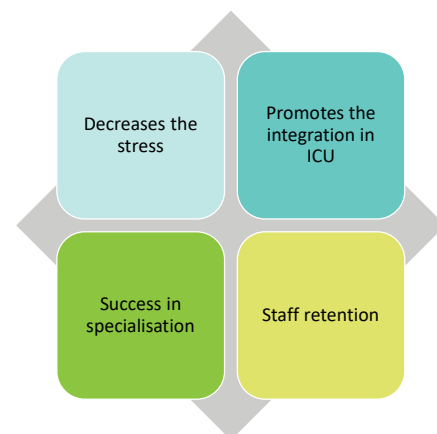 Decreases the
stress
Promotes the
integration in
ICU
Success in
specialisation
Staff retention